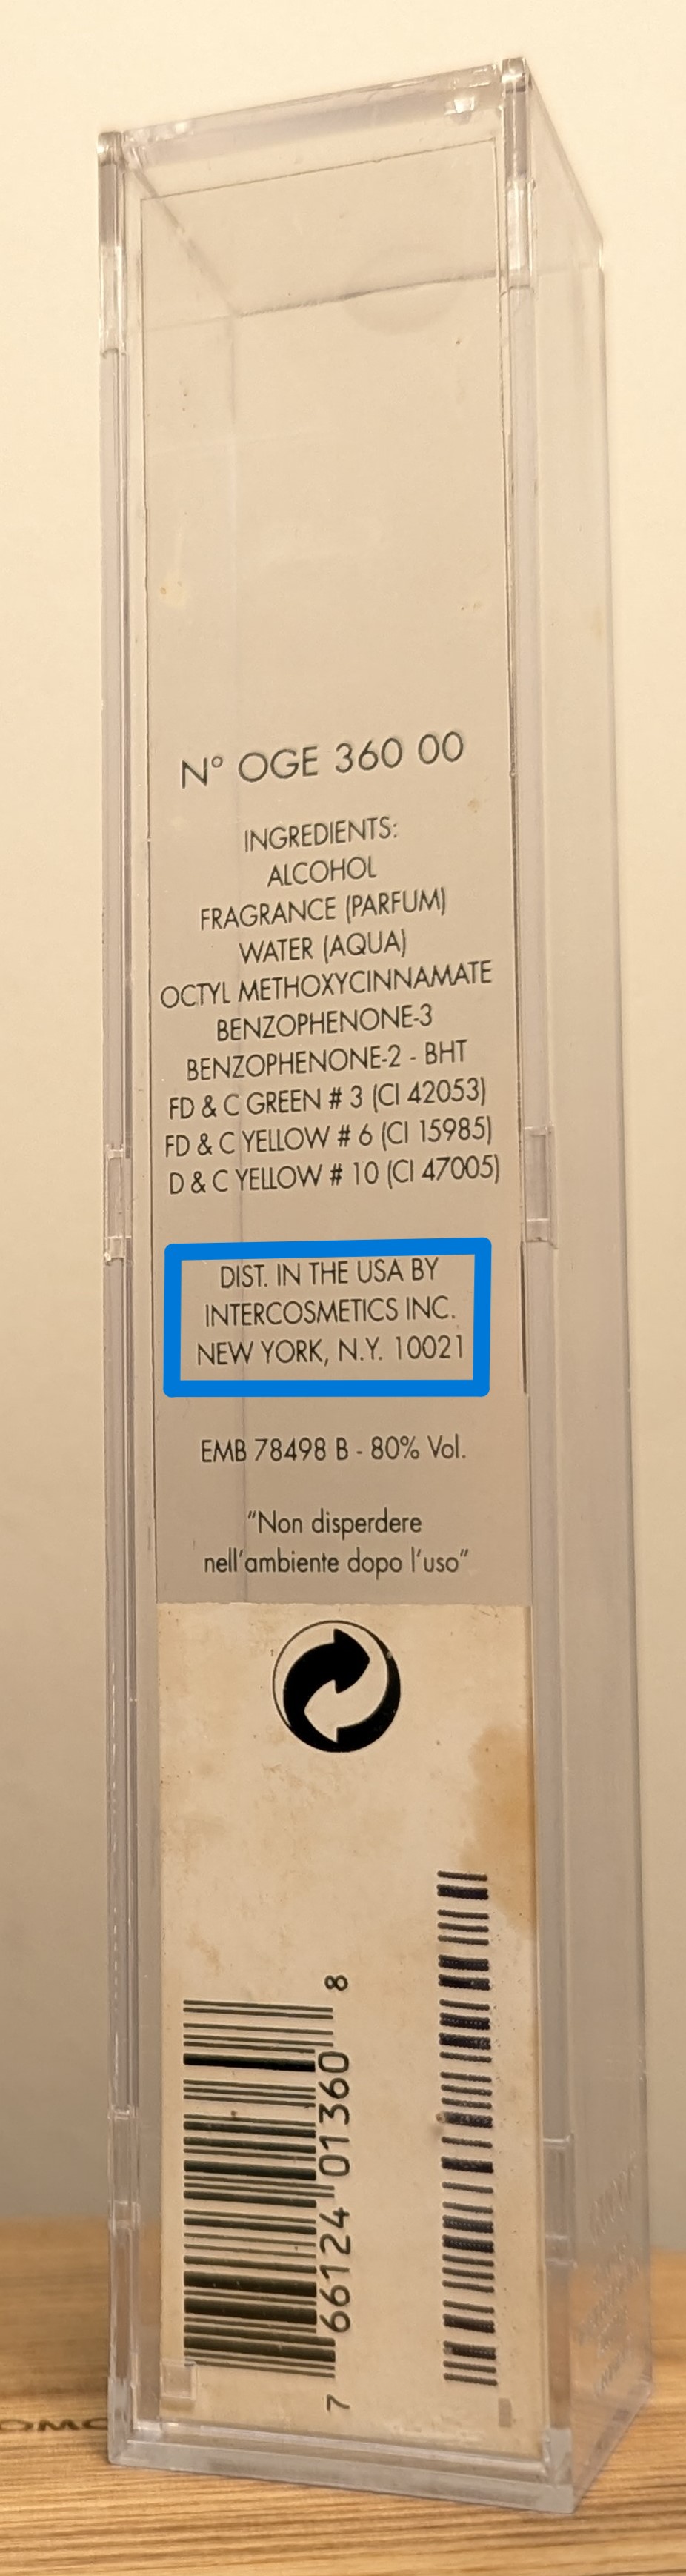 N° OGE 360 00
INGREDIENTS:
ALCOHOL
FRAGRANCE (PARFUM)
WATER (AQUA)
OCTYL METHOXYCINNAMATE
BENZOPHENONE-3
BENZOPHENONE-2 - BHT
FD & C GREEN # 3 (CI 42053)
FD & C YELLOW # 6 (CI 15985)
D & C YELLOW # 10 (CI 47005)
DIST. IN THE USA BY
INTERCOSMETICS INC.
NEW YORK, N.Y. 10021
EMB 78498 B - 80% Vol.
“Non disperdere
nell'ambiente dopo l'uso”
7 66124 01360 8